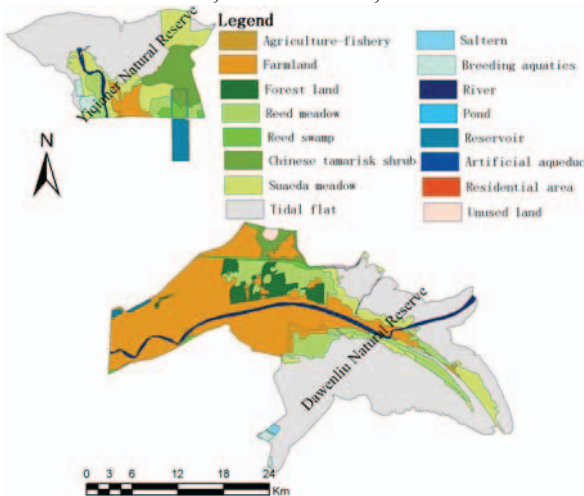 Legend
Agriculture-fishery
Farmland
Forest land
Reed meadow
Reed swamp
Chinese tamarisk shrub
Suaeda meadow
Tidal flat
Saltern
Breeding aquatics
River
Pond
Reservoir
Artificial aqueduc
Residential area
Unused land
Yiqianer Natural Reserve
N
Dawenliu Natural Reserve
0 3 6 12 18 24
Km